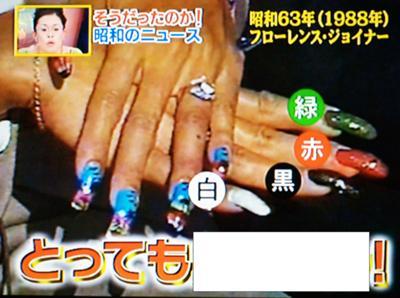 そうだったのか!
昭和のニュース
昭和63年(1988年)
フローレンス・ジョイナー
緑
赤
黒
白
とっても
!